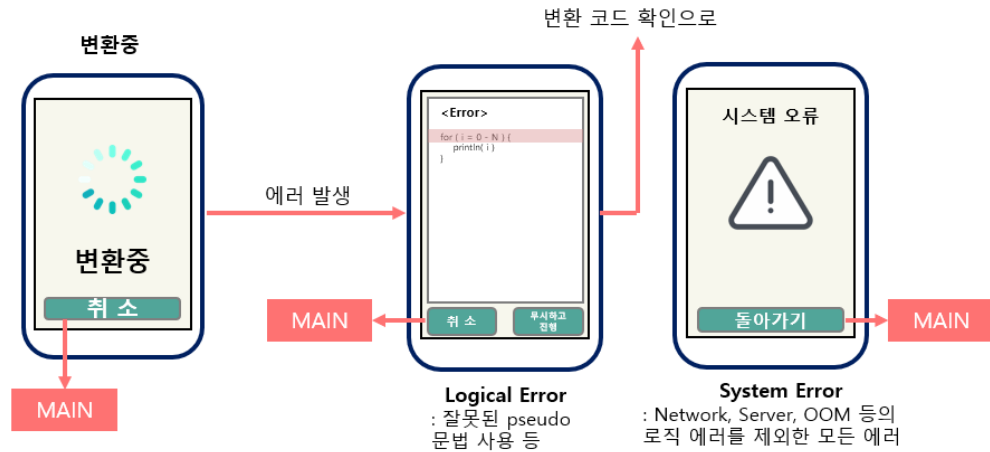 변환 코드 확인으로
변환중
변환중
취 소
MAIN
에러 발생
<Error>
for ( i = 0 - N ) {
println( i )
}
취 소
무시하고
진행
MAIN
Logical Error
: 잘못된 pseudo
문법 사용 등
시스템 오류
돌아가기
MAIN
System Error
: Network, Server, OOM 등의
로직 에러를 제외한 모든 에러